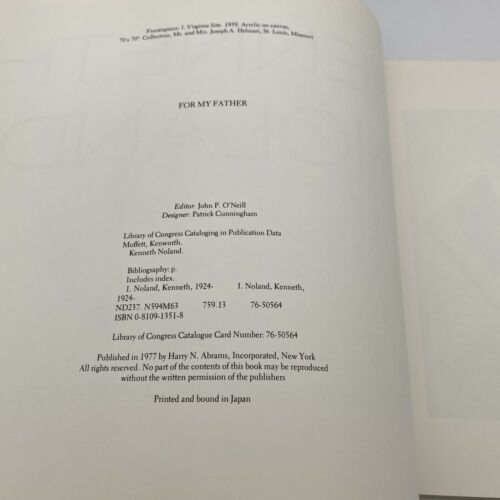 Frontispiece: 1. Virginia Site. 1959. Acrylic on canvas,
70 x 70". Collection, Mr. and Mrs. Joseph A. Helman, St. Louis, Missouri
FOR MY FATHER
Editor: John P. O'Neill
Designer: Patrick Cunningham
Library of Congress Cataloging in Publication Data
Moffett, Kenworth.
Kenneth Noland.
Bibliography: p.
Includes index.
1. Noland, Kenneth, 1924- I. Noland, Kenneth,
1924-
ND237. N594M63 759.13 76-50564
ISBN 0-8109-1351-8
Library of Congress Catalogue Card Number: 76-50564
Published in 1977 by Harry N. Abrams, Incorporated, New York
All rights reserved. No part of the contents of this book may be reproduced
without the written permission of the publishers
Printed and bound in Japan